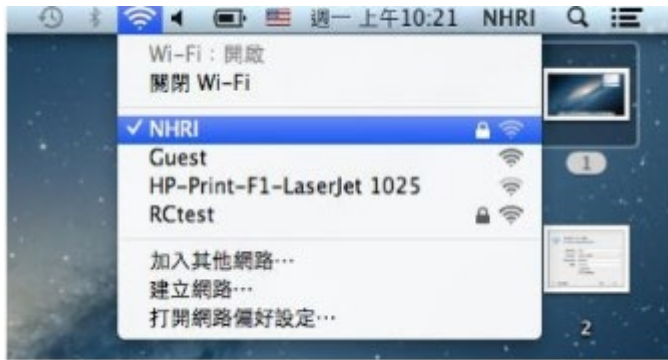 週一 上午10:21 NHRI
Wi-Fi：開啟
關閉 Wi-Fi
✓ NHRI
Guest
HP-Print-F1-LaserJet 1025
RCtest
加入其他網路…
建立網路…
打開網路偏好設定…
1
2